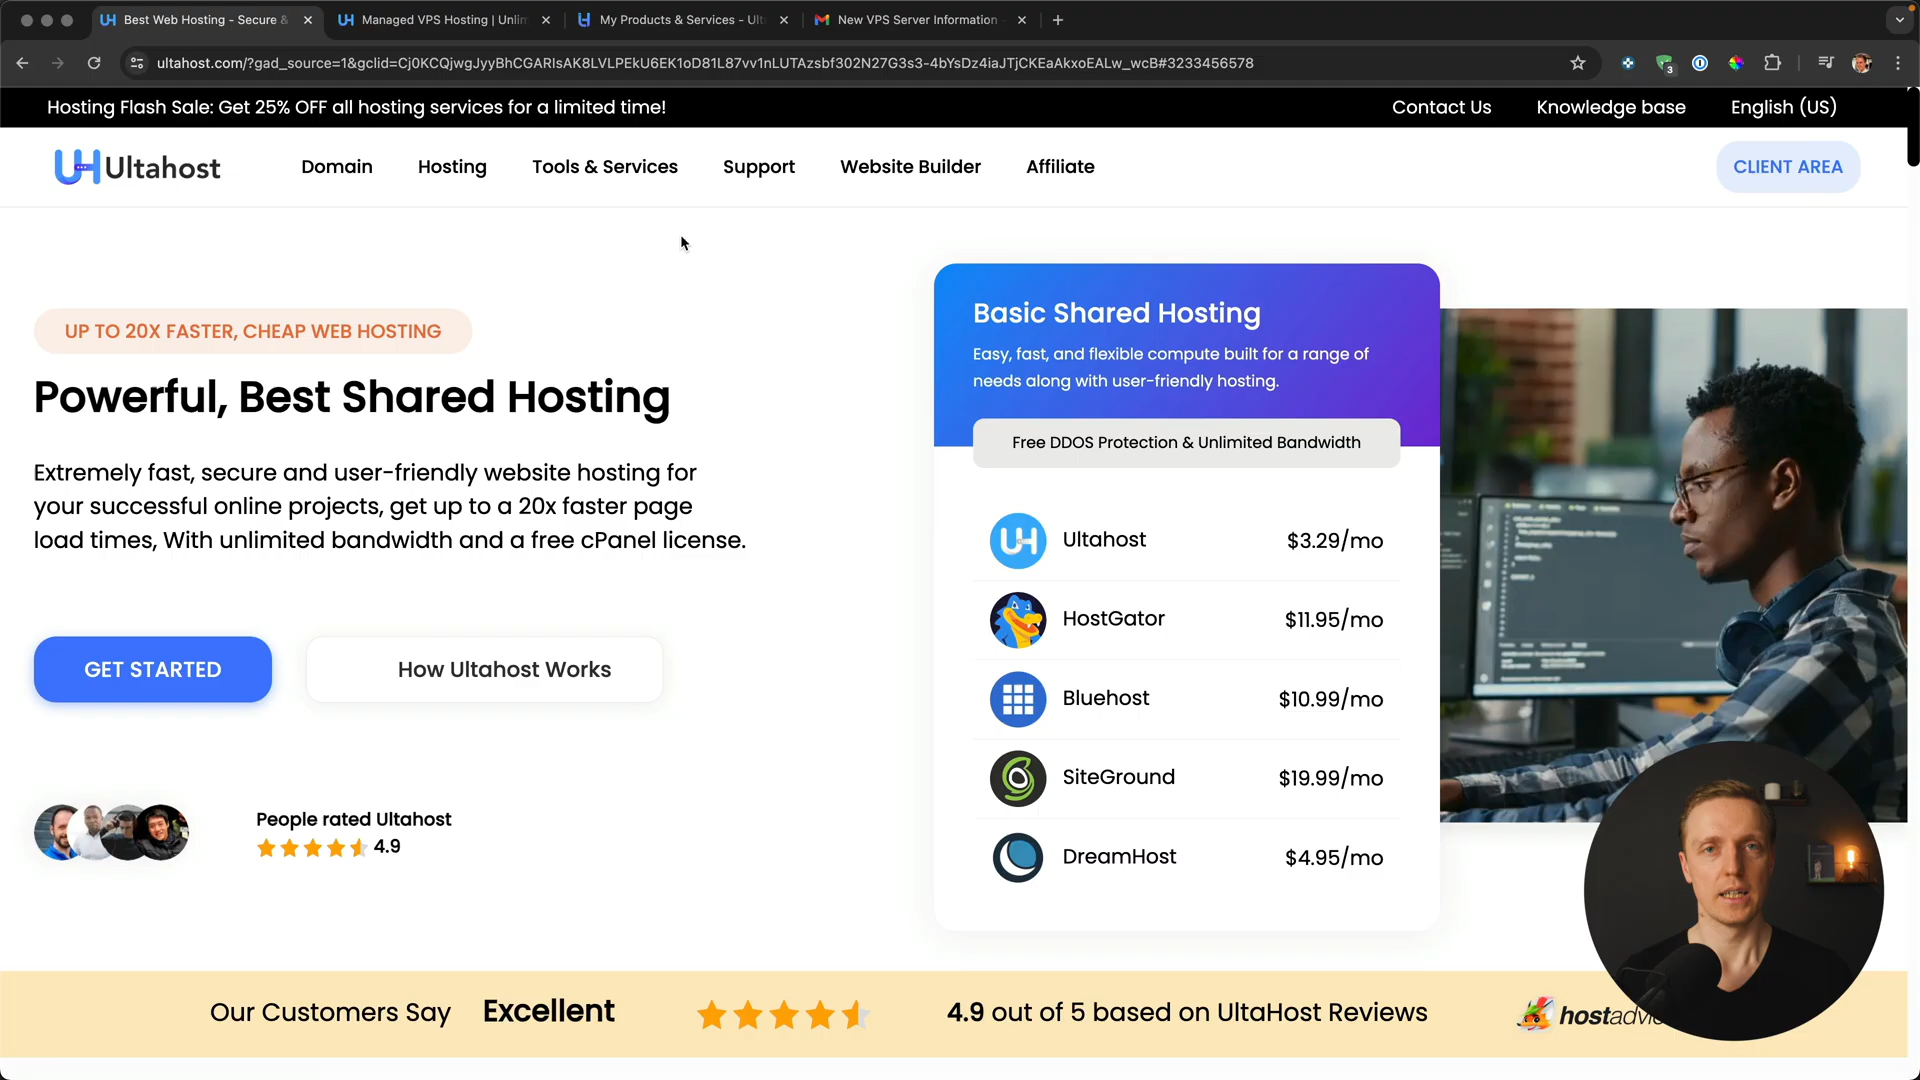 Best Web Hosting - Secure &
Managed VPS Hosting | Unlim
My Products & Services - Ult
New VPS Server Information
ultahost.com/?gad_source=1&gclid=Cj0KCQjwgJyyBhCGARIsAK8LVLPEkU6EK1oD81L87vv1nLUTAzsbf302N27G3s3-4bYsDz4iaJTjCKEaAkxoEALw_wcB#3233456578
3
Hosting Flash Sale: Get 25% OFF all hosting services for a limited time!
Contact Us
Knowledge base
English (US)
UH Ultahost
Domain
Hosting
Tools & Services
Support
Website Builder
Affiliate
CLIENT AREA
UP TO 20X FASTER, CHEAP WEB HOSTING
Powerful, Best Shared Hosting
Extremely fast, secure and user-friendly website hosting for
your successful online projects, get up to a 20x faster page
load times, With unlimited bandwidth and a free cPanel license.
GET STARTED
How Ultahost Works
People rated Ultahost
4.9
Basic Shared Hosting
Easy, fast, and flexible compute built for a range of
needs along with user-friendly hosting.
Free DDOS Protection & Unlimited Bandwidth
UH Ultahost $3.29/mo
HostGator $11.95/mo
Bluehost $10.99/mo
SiteGround $19.99/mo
DreamHost $4.95/mo
Our Customers Say Excellent
4.9 out of 5 based on UltaHost Reviews
hostadvi